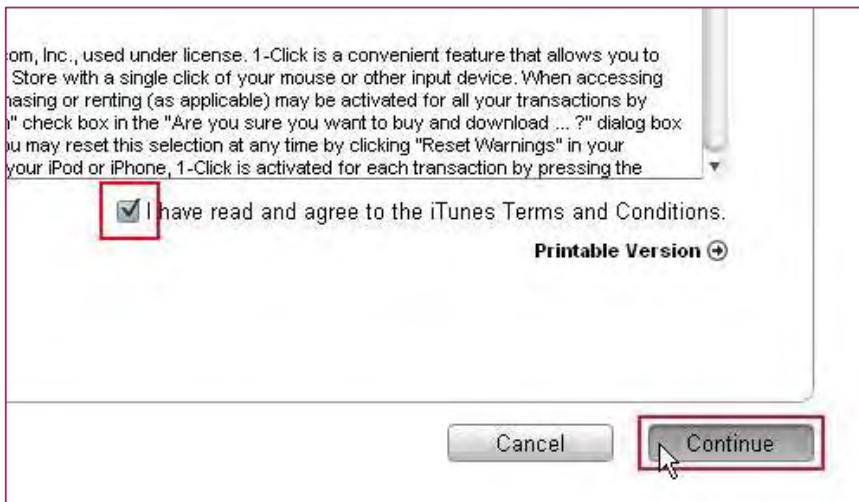 om, Inc., used under license. 1-Click is a convenient feature that allows you to
Store with a single click of your mouse or other input device. When accessing
hasing or renting (as applicable) may be activated for all your transactions by
" check box in the "Are you sure you want to buy and download ... ?" dialog box
u may reset this selection at any time by clicking "Reset Warnings" in your
your iPod or iPhone, 1-Click is activated for each transaction by pressing the
I have read and agree to the iTunes Terms and Conditions.
Printable Version
Cancel
Continue